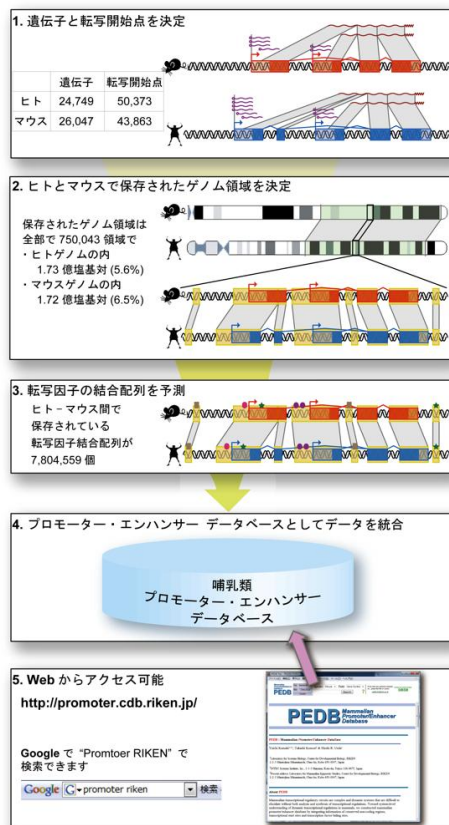 1. 遺伝子と転写開始点を決定
遺伝子 転写開始点
ヒト 24,749 50,373
マウス 26,047 43,863
2. ヒトとマウスで保存されたゲノム領域を決定
保存されたゲノム領域は
全部で 750,043 領域で
・ヒトゲノムの内
1.73 億塩基対 (5.6%)
・マウスゲノムの内
1.72 億塩基対 (6.5%)
3. 転写因子の結合配列を予測
ヒト - マウス間で
保存されている
転写因子結合配列が
7,804,559 個
4. プロモーター・エンハンサー データベースとしてデータを統合
哺乳類
プロモーター・エンハンサー
データベース
5. Web からアクセス可能
http://promoter.cdb.riken.jp/
Google で “Promtoer RIKEN” で
検索できます
Google G promoter riken 検索
PEDB
PEDB Mammalian
Promoter/Enhancer
Database